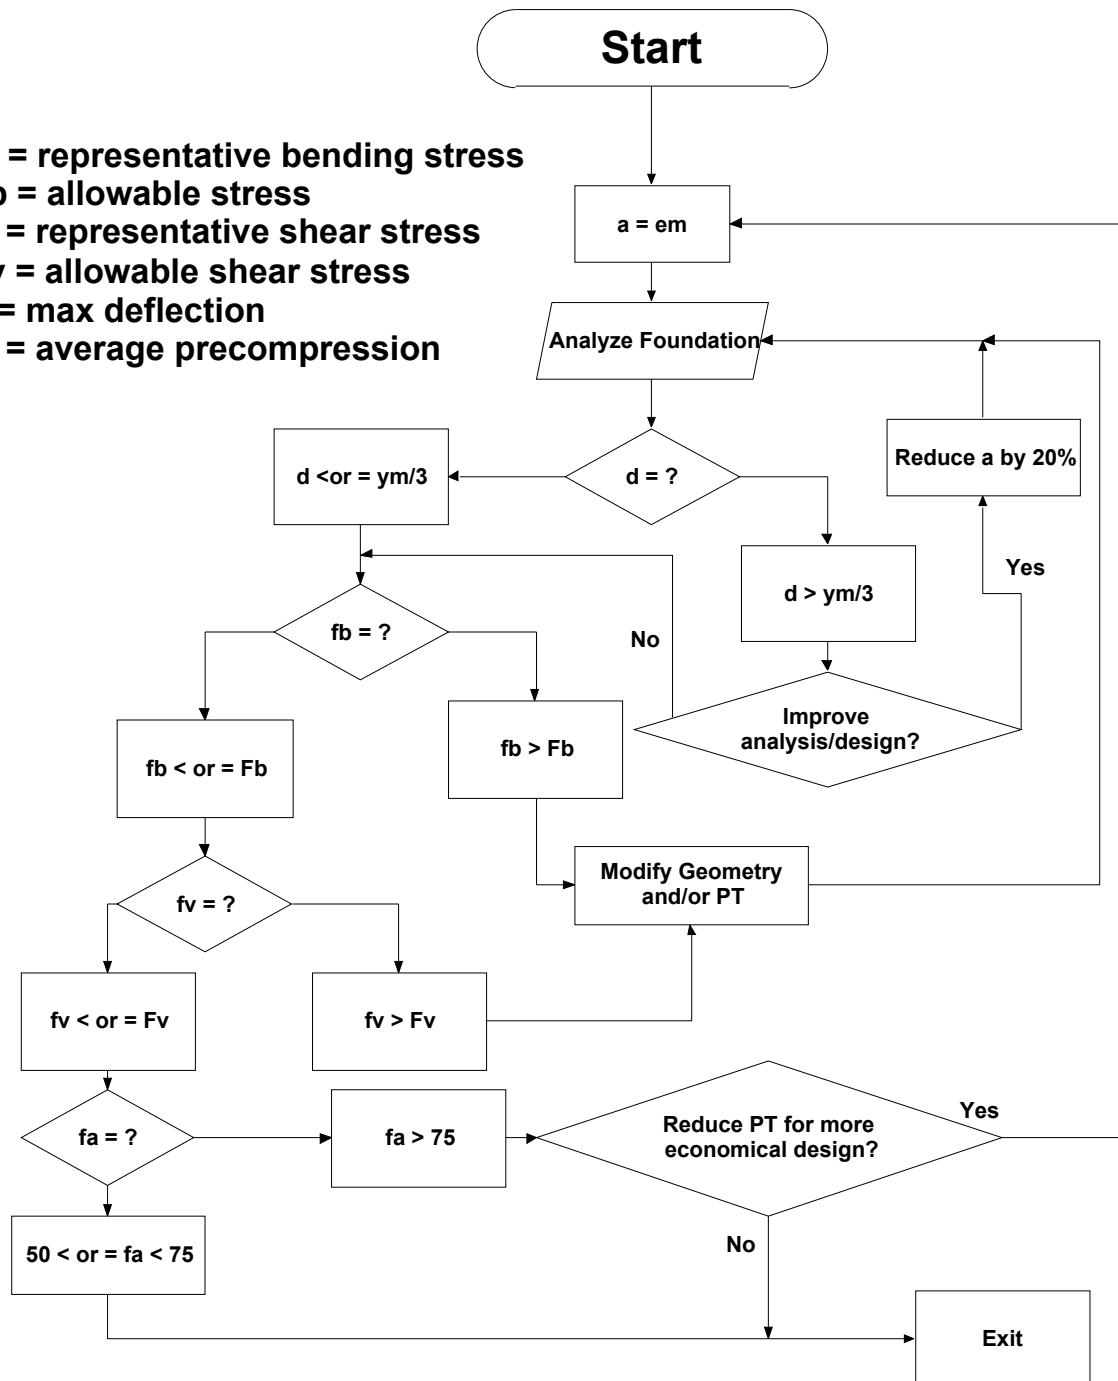 Start
= representative bending stress
= allowable stress
= representative shear stress
= allowable shear stress
= max deflection
= average precompression
a = em
Analyze Foundation
d <or = ym/3
d = ?
Reduce a by 20%
d > ym/3
Yes
No
fb = ?
Improve
analysis/design?
fb < or = Fb
fb > Fb
Modify Geometry
and/or PT
fv = ?
fv < or = Fv
fv > Fv
fa = ?
fa > 75
Reduce PT for more
economical design?
Yes
No
50 < or = fa < 75
Exit